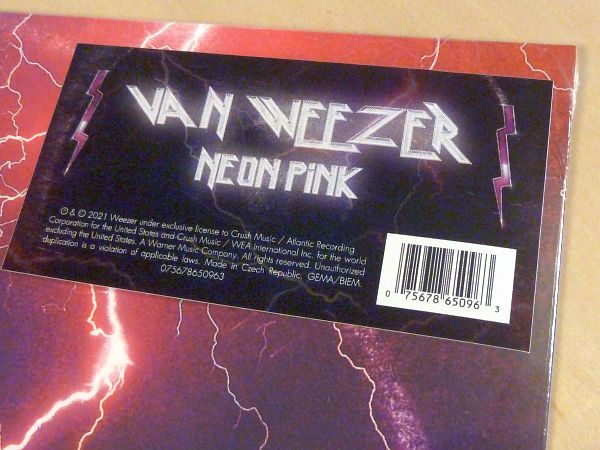 VAN WEEZER
NEON PiNK
℗ & © 2021 Weezer under exclusive license to Crush Music / Atlantic Recording
Corporation for the United States and Crush Music / WEA International Inc. for the world
excluding the United States. A Warner Music Company. All rights reserved. Unauthorized
duplication is a violation of applicable laws. Made in Czech Republic. GEMA/BIEM.
075678650963
0 75678 65096 3